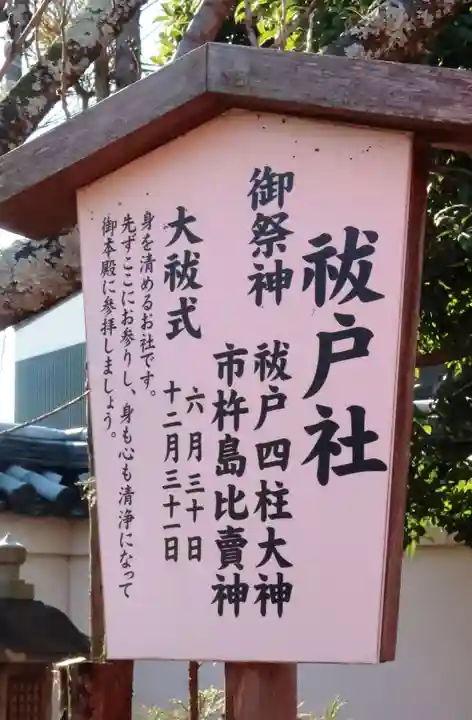 祓戸社
御祭神
祓戸四柱大神
市杵島比賣神
大祓式
六月三十日
十二月三十一日
身を清めるお社です。
先ずここにお参りし、身も心も清浄になって
御本殿に参拝しましょう。